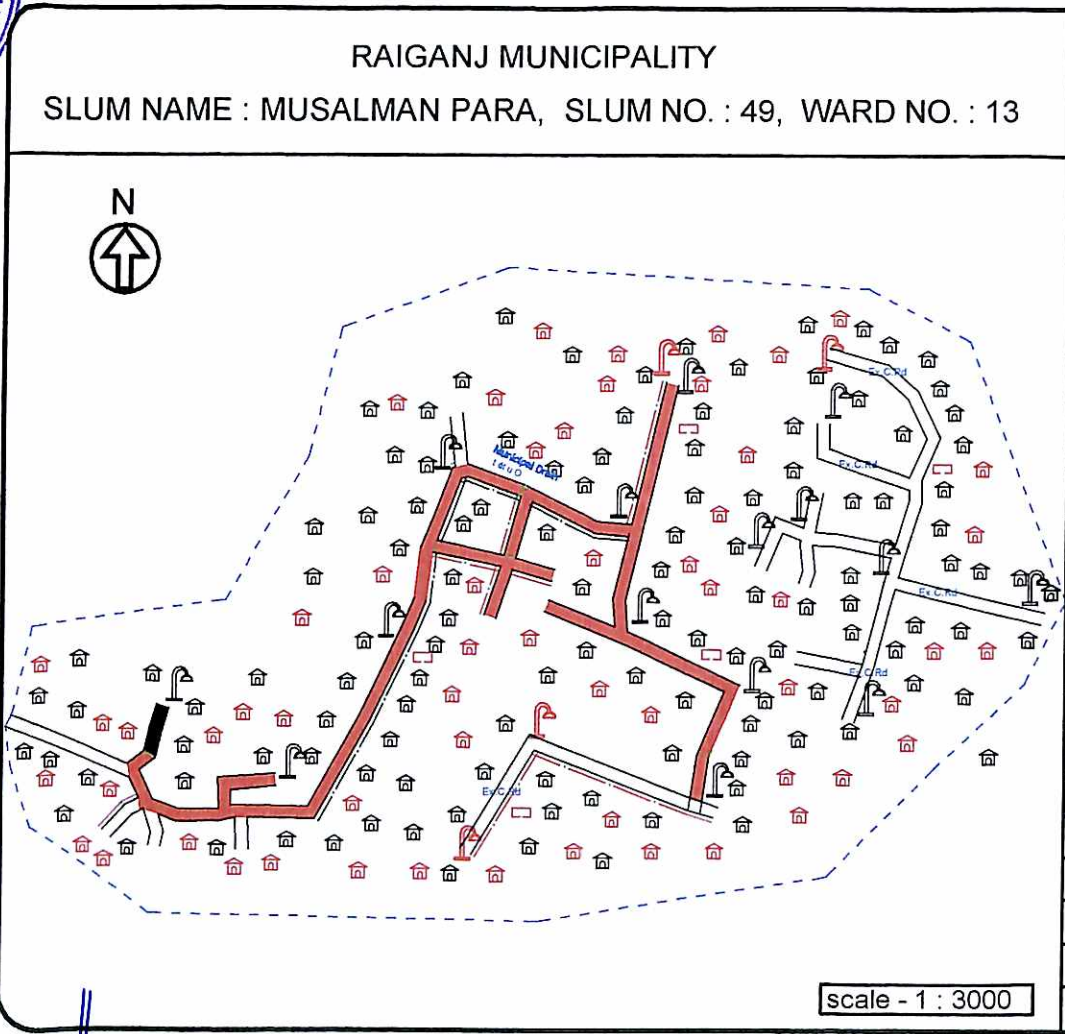 RAIGANJ MUNICIPALITY
SLUM NAME : MUSALMAN PARA, SLUM NO. : 49, WARD NO. : 13
N
Ex.C.Rd
Municipal Drain
Ex.C.Rd
Ex.C.Rd
Ex.C.Rd
Ex.C.Rd
scale - 1 : 3000